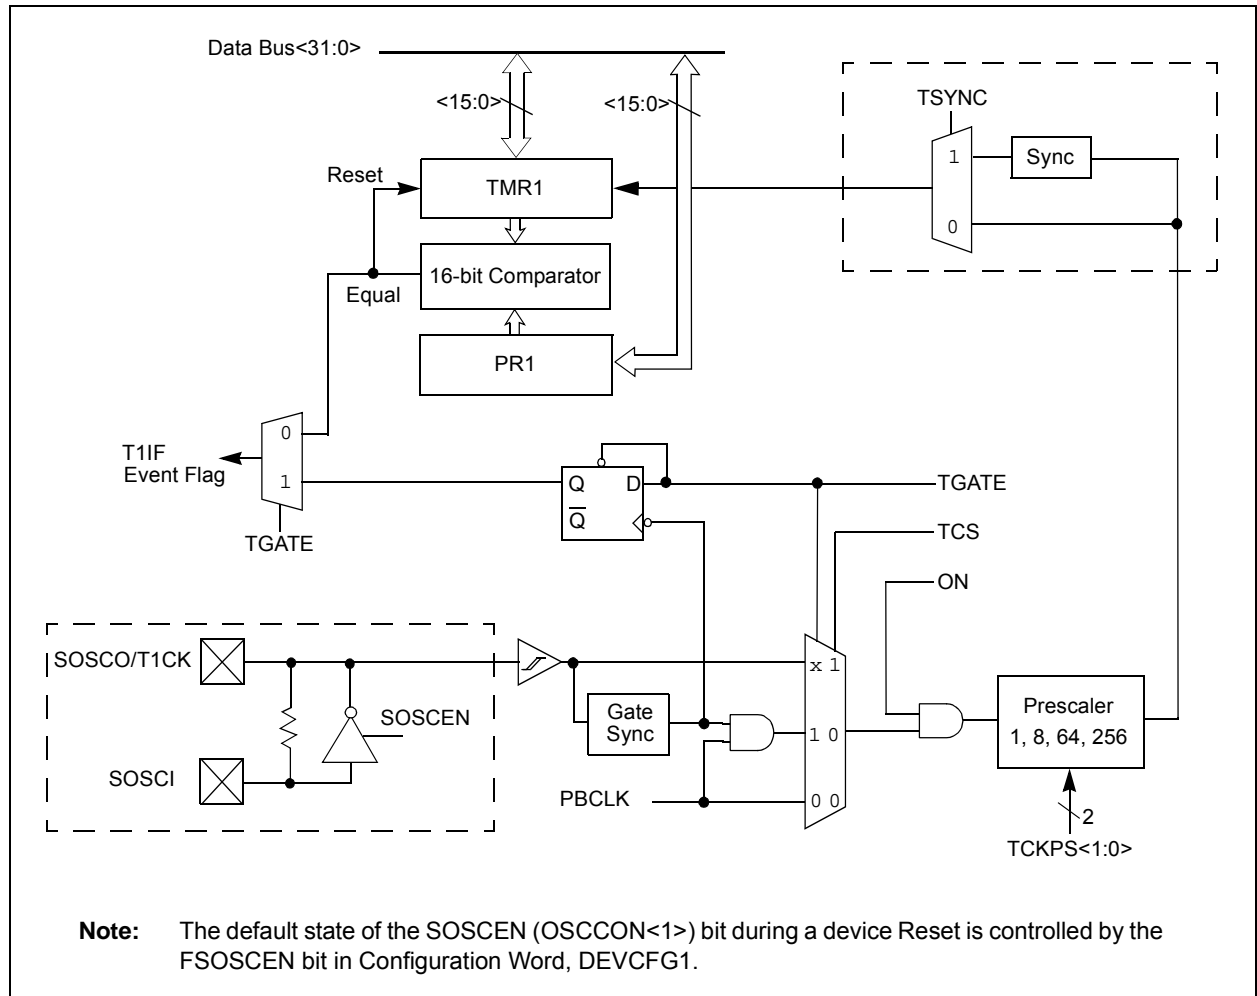 Data Bus<31:0>
<15:0>
<15:0>
TSYNC
1
Sync
Reset
TMR1
0
16-bit Comparator
Equal
PR1
0
T1IF
Event Flag
1
Q
D
TGATE
Q
TGATE
TCS
ON
SOSCO/T1CK
x 1
SOSCEN
Gate
Sync
1 0
Prescaler
1, 8, 64, 256
SOSCI
PBCLK
0 0
2
TCKPS<1:0>
Note: The default state of the SOSCEN (OSCCON<1>) bit during a device Reset is controlled by the
FSOSCEN bit in Configuration Word, DEVCFG1.